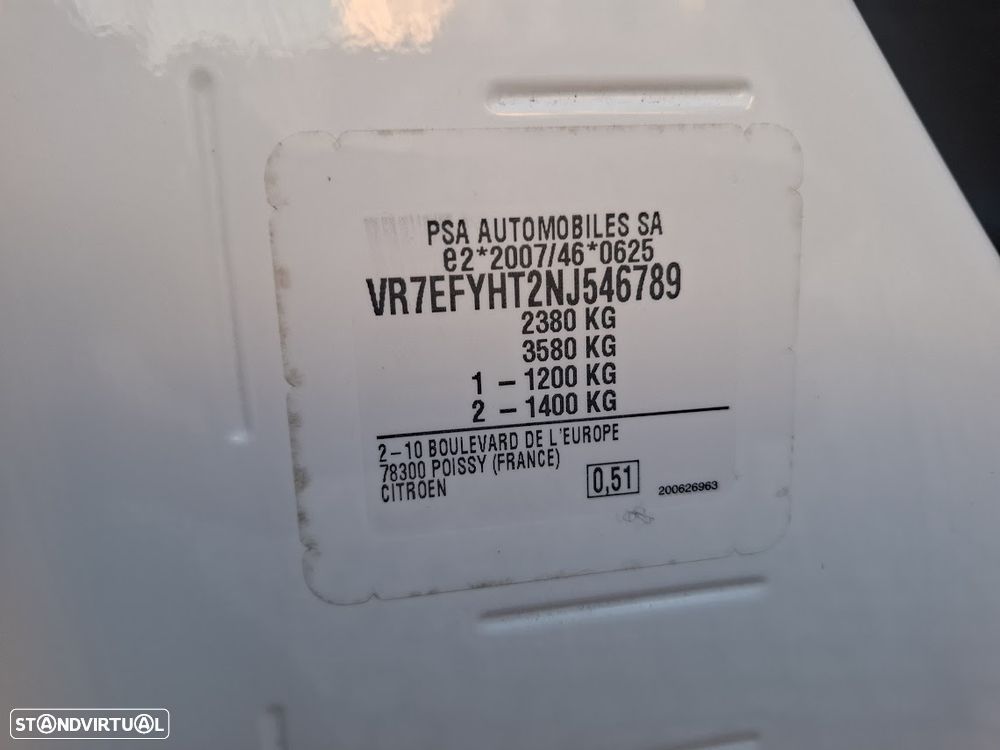 PSA AUTOMOBILES SA
e2*2007/46*0625
VR7EFYHT2NJ546789
2380 KG
3580 KG
1 - 1200 KG
2 - 1400 KG
2-10 BOULEVARD DE L'EUROPE
78300 POISSY (FRANCE)
CITROEN
0,51
200626963
STANDVIRTUAL